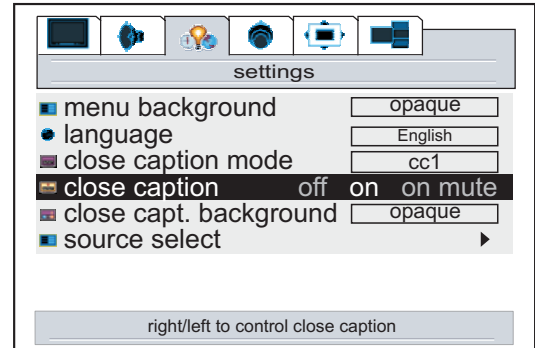 settings
menu background opaque
language English
close caption mode cc1
close caption off on on mute
close capt. background opaque
source select
right/left to control close caption